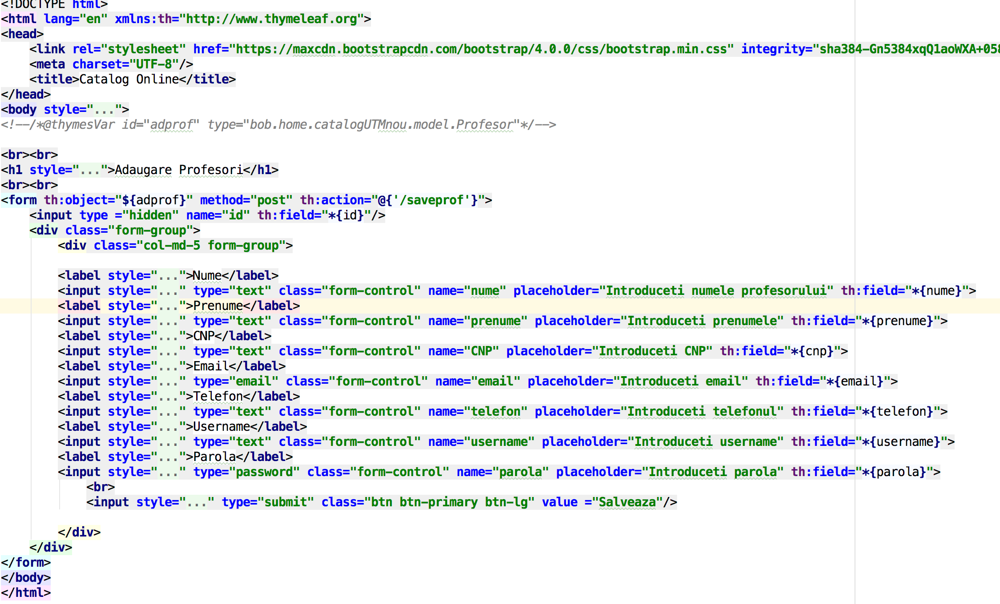 <!DOCTYPE html>
<html lang="en" xmlns:th="http://www.thymeleaf.org">
<head>
    <link rel="stylesheet" href="https://maxcdn.bootstrapcdn.com/bootstrap/4.0.0/css/bootstrap.min.css" integrity="sha384-Gn5384xqQ1aoWXA+058
    <meta charset="UTF-8"/>
    <title>Catalog Online</title>
</head>
<body style="...">
<!--/*@thymesVar id="adprof" type="bob.home.catalogUTMnou.model.Profesor"*/-->
<br><br>
<h1 style="...">Adaugare Profesori</h1>
<br><br>
<form th:object="${adprof}" method="post" th:action="@{'/saveprof'}">
    <input type ="hidden" name="id" th:field="*{id}"/>
    <div class="form-group">
        <div class="col-md-5 form-group">
        <label style="...">Nume</label>
        <input style="..." type="text" class="form-control" name="nume" placeholder="Introduceti numele profesorului" th:field="*{nume}">
        <label style="...">Prenume</label>
        <input style="..." type="text" class="form-control" name="prenume" placeholder="Introduceti prenumele" th:field="*{prenume}">
        <label style="...">CNP</label>
        <input style="..." type="text" class="form-control" name="CNP" placeholder="Introduceti CNP" th:field="*{cnp}">
        <label style="...">Email</label>
        <input style="..." type="email" class="form-control" name="email" placeholder="Introduceti email" th:field="*{email}">
        <label style="...">Telefon</label>
        <input style="..." type="text" class="form-control" name="telefon" placeholder="Introduceti telefonul" th:field="*{telefon}">
        <label style="...">Username</label>
        <input style="..." type="text" class="form-control" name="username" placeholder="Introduceti username" th:field="*{username}">
        <label style="...">Parola</label>
        <input style="..." type="password" class="form-control" name="parola" placeholder="Introduceti parola" th:field="*{parola}">
            <br>
            <input style="..." type="submit" class="btn btn-primary btn-lg" value ="Salveaza"/>
        </div>
    </div>
</form>
</body>
</html>